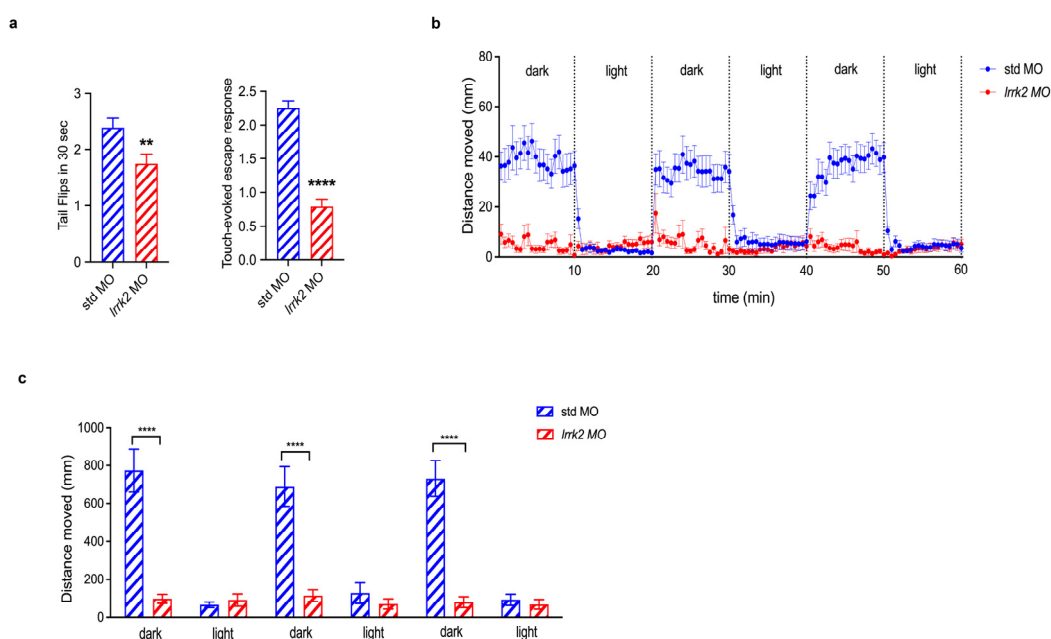 a
Tail Flips in 30 sec
3
2
1
0
**
std MO
lrrk2 MO
Touch-evoked escape response
2.5
2.0
1.5
1.0
0.5
0.0
****
std MO
lrrk2 MO
b
Distance moved (mm)
80
60
40
20
0
dark light dark light dark light
10 20 30 40 50 60
time (min)
std MO
lrrk2 MO
c
std MO
lrrk2 MO
Distance moved (mm)
1000
800
600
400
200
0
**** **** ****
dark light dark light dark light